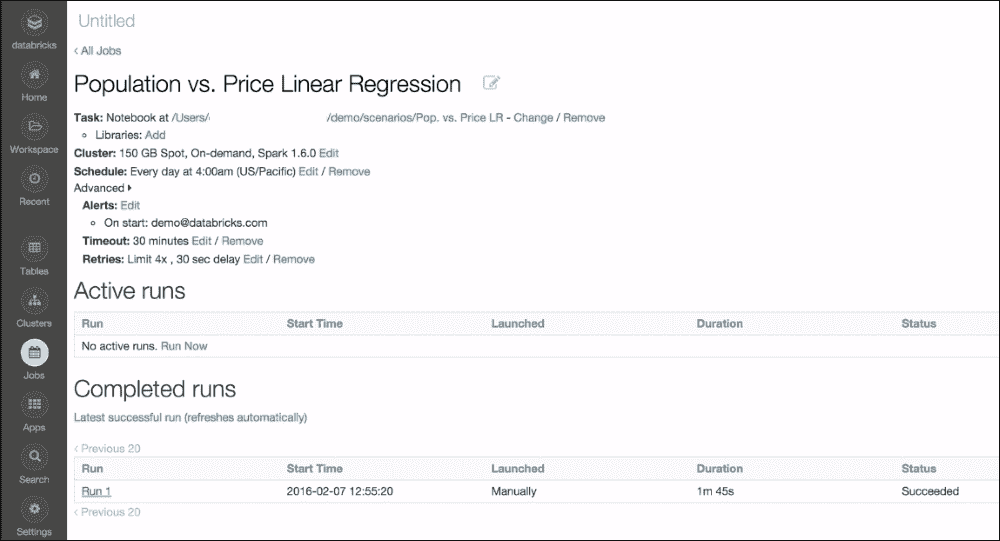 databricks
Home
Workspace
Recent
Tables
Clusters
Jobs
Apps
Search
Settings
Untitled
‹ All Jobs
Population vs. Price Linear Regression
Task: Notebook at /Users/ /demo/scenarios/Pop. vs. Price LR - Change / Remove
Libraries: Add
Cluster: 150 GB Spot, On-demand, Spark 1.6.0 Edit
Schedule: Every day at 4:00am (US/Pacific) Edit / Remove
Advanced
Alerts: Edit
On start: demo@databricks.com
Timeout: 30 minutes Edit / Remove
Retries: Limit 4x , 30 sec delay Edit / Remove
Active runs
Run Start Time Launched Duration Status
No active runs. Run Now
Completed runs
Latest successful run (refreshes automatically)
‹ Previous 20
Run Start Time Launched Duration Status
Run 1 2016-02-07 12:55:20 Manually 1m 45s Succeeded
‹ Previous 20